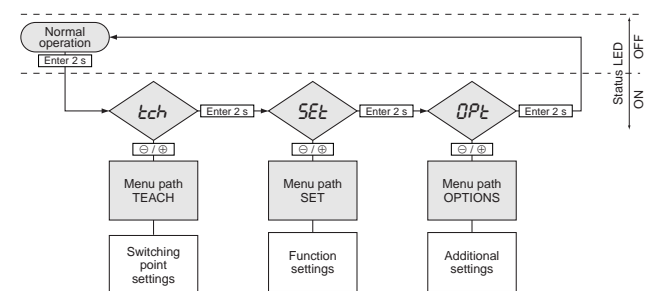 Normal
operation
Enter 2 s
tch
Enter 2 s
SEt
Enter 2 s
OPt
Enter 2 s
Status LED
OFF
ON
⊖ / ⊕
⊖ / ⊕
⊖ / ⊕
Menu path
TEACH
Menu path
SET
Menu path
OPTIONS
Switching
point
settings
Function
settings
Additional
settings